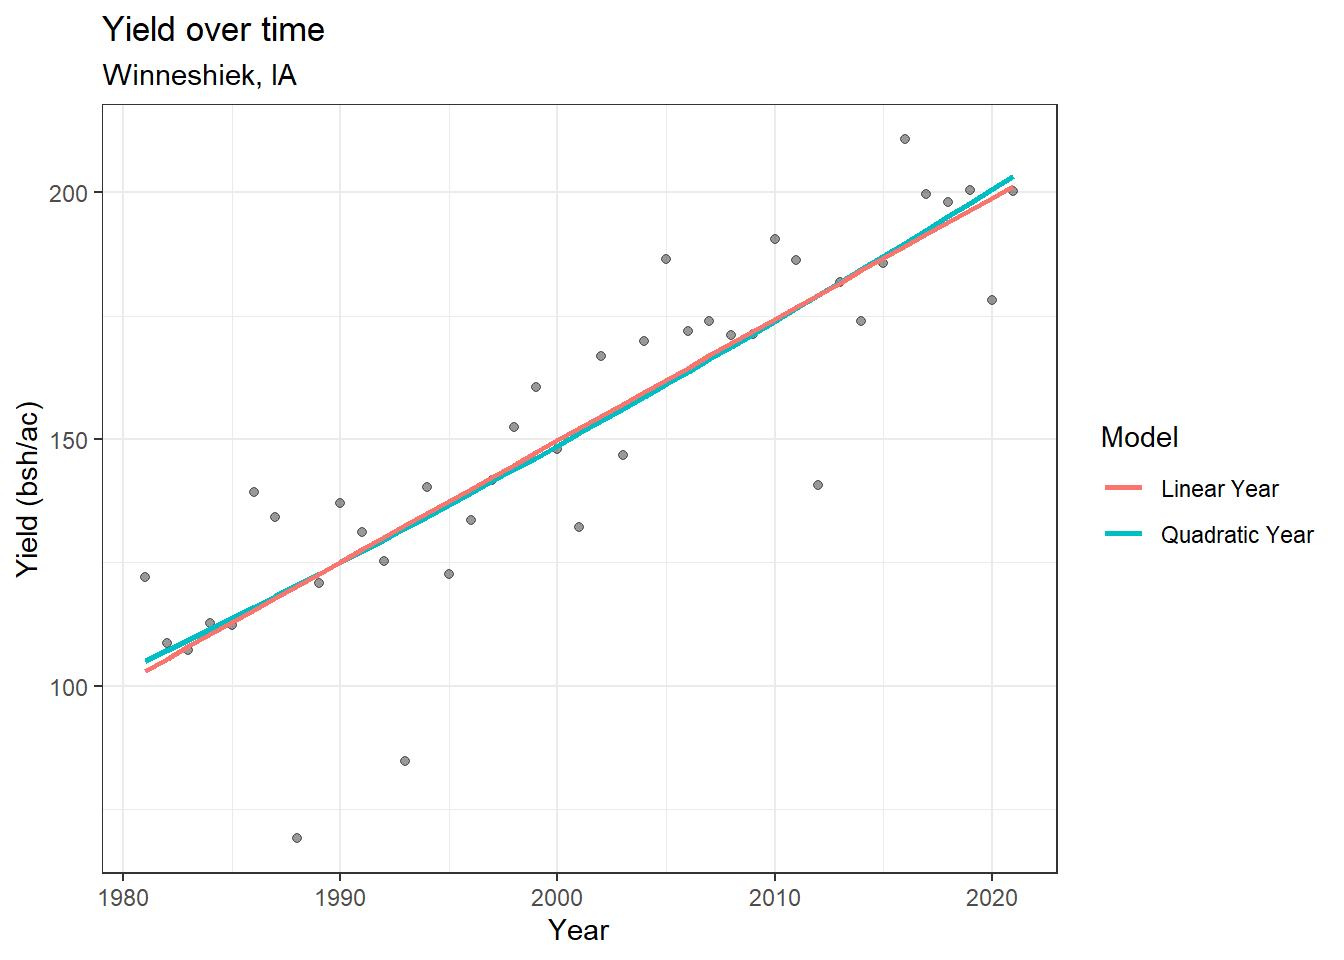 Yield over time
Winneshiek, IA
Yield (bsh/ac)
200
150
100
1980 1990 2000 2010 2020
Year
Model
Linear Year
Quadratic Year